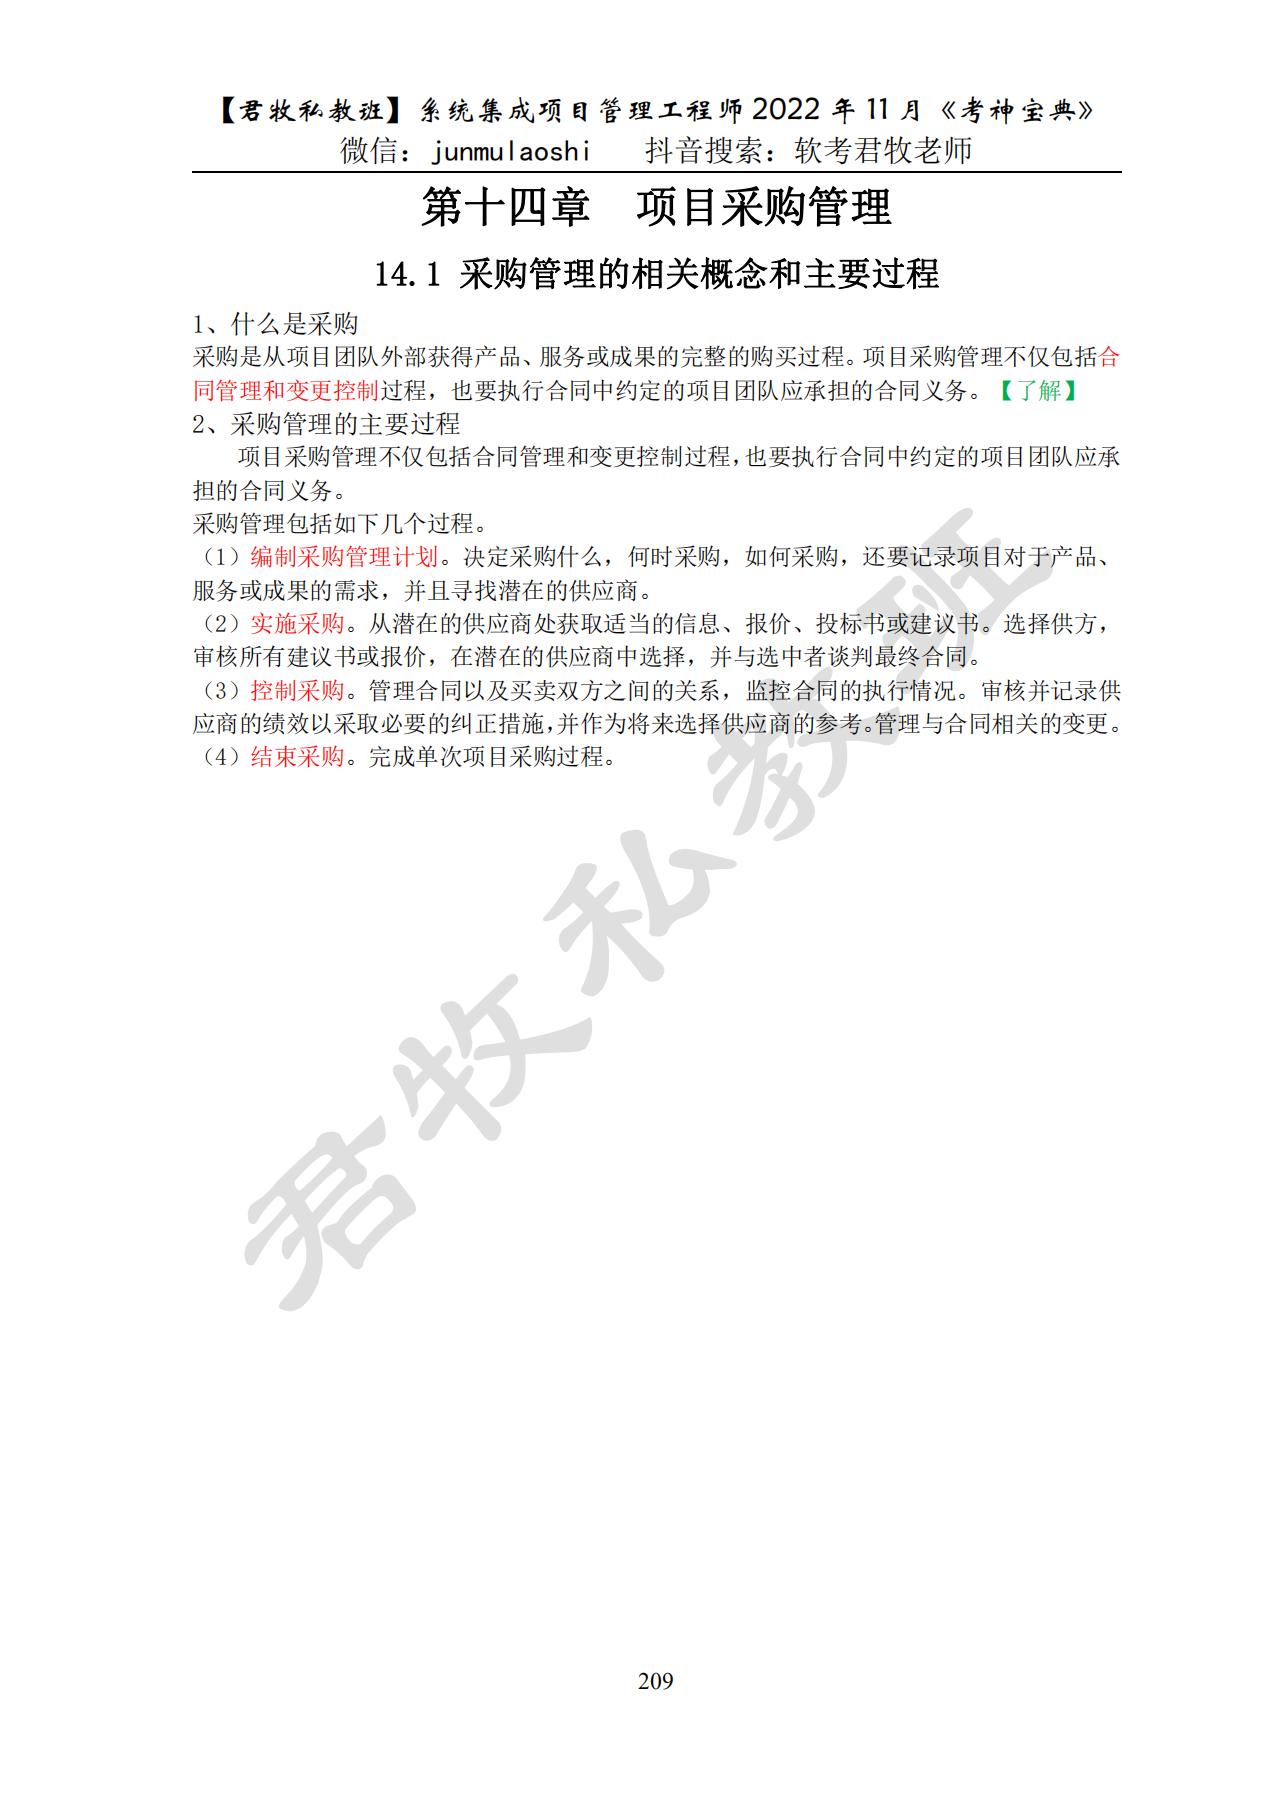 【君牧私教班】系统集成项目管理工程师 2022 年 11 月《考神宝典》
微信：junmulaoshi 抖音搜索：软考君牧老师
第十四章 项目采购管理
14.1 采购管理的相关概念和主要过程
1、什么是采购
采购是从项目团队外部获得产品、服务或成果的完整的购买过程。项目采购管理不仅包括合
同管理和变更控制过程，也要执行合同中约定的项目团队应承担的合同义务。【了解】
2、采购管理的主要过程
项目采购管理不仅包括合同管理和变更控制过程，也要执行合同中约定的项目团队应承
担的合同义务。
采购管理包括如下几个过程。
（1）编制采购管理计划。决定采购什么，何时采购，如何采购，还要记录项目对于产品、
服务或成果的需求，并且寻找潜在的供应商。
（2）实施采购。从潜在的供应商处获取适当的信息、报价、投标书或建议书。选择供方，
审核所有建议书或报价，在潜在的供应商中选择，并与选中者谈判最终合同。
（3）控制采购。管理合同以及买卖双方之间的关系，监控合同的执行情况。审核并记录供
应商的绩效以采取必要的纠正措施，并作为将来选择供应商的参考。管理与合同相关的变更。
（4）结束采购。完成单次项目采购过程。
君牧私教班
209